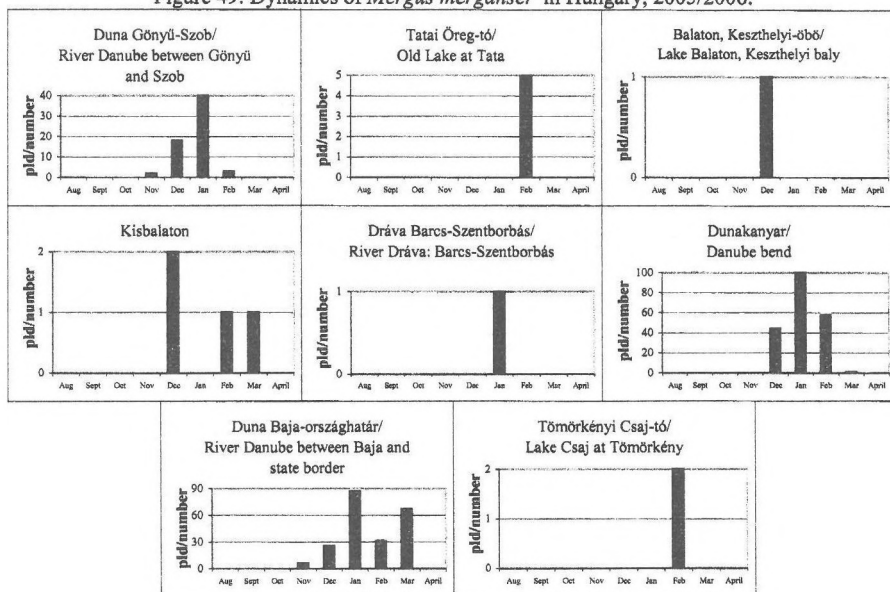 Figure 49. Dynamics of Mergus merganser in Hungary, 2005/2006.
Duna Gönyű-Szob/
River Danube between Gönyü
and Szob
pld/number
40
30
20
10
0
Aug Sept Oct Nov Dec Jan Feb Mar April
Tatai Öreg-tó/
Old Lake at Tata
pld/number
5
4
3
2
1
0
Aug Sept Oct Nov Dec Jan Feb Mar April
Balaton, Keszthelyi-öbö/
Lake Balaton, Keszthelyi baly
pld/number
1
0
Aug Sept Oct Nov Dec Jan Feb Mar April
Kisbalaton
pld/number
2
1
0
Aug Sept Oct Nov Dec Jan Feb Mar April
Dráva Barcs-Szentborbás/
River Dráva: Barcs-Szentborbás
pld/number
1
0
Aug Sept Oct Nov Dec Jan Feb Mar April
Dunakanyar/
Danube bend
pld/number
100
80
60
40
20
0
Aug Sept Oct Nov Dec Jan Feb Mar April
Duna Baja-országhatár/
River Danube between Baja and
state border
pld/number
90
60
30
0
Aug Sept Oct Nov Dec Jan Feb Mar April
Tömörkényi Csaj-tó/
Lake Csaj at Tömörkény
pld/number
2
1
0
Aug Sept Oct Nov Dec Jan Feb Mar April